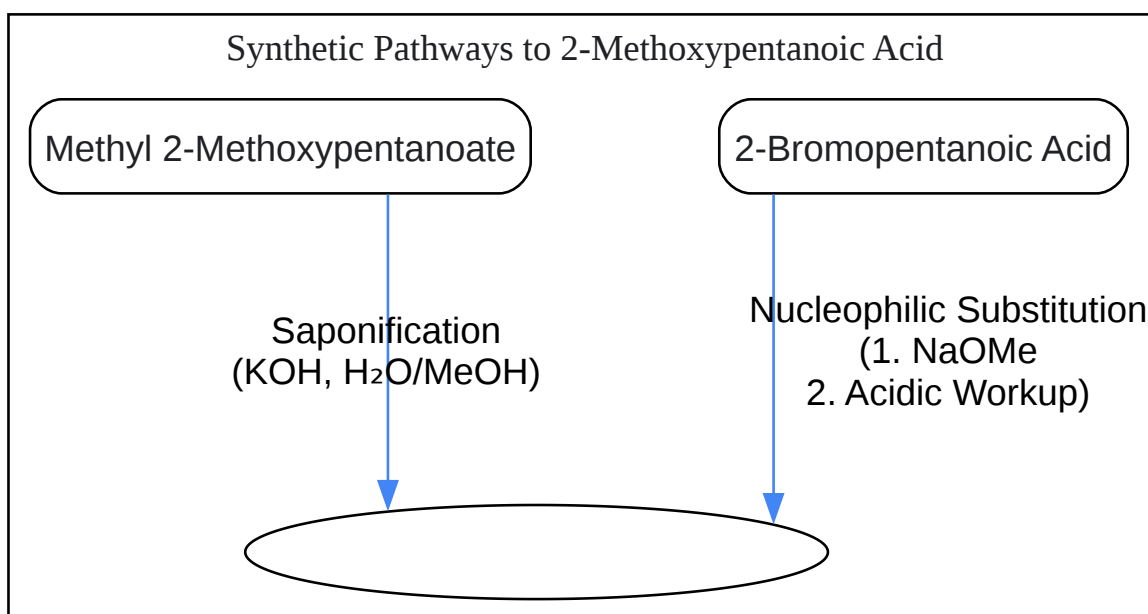 Synthetic Pathways to 2-Methoxypentanoic Acid
Methyl 2-Methoxypentanoate
2-Bromopentanoic Acid
Saponification
(KOH, H₂O/MeOH)
Nucleophilic Substitution
(1. NaOMe
2. Acidic Workup)